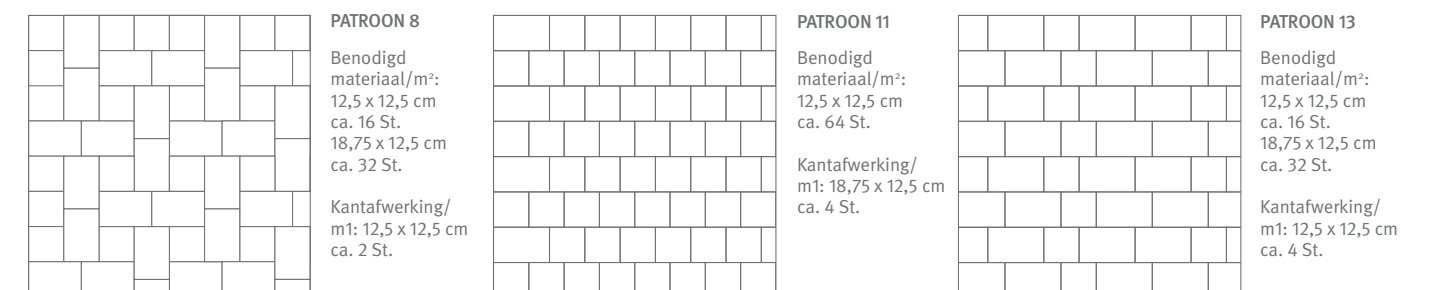 PATROON 8
Benodigd
materiaal/m²:
12,5 x 12,5 cm
ca. 16 St.
18,75 x 12,5 cm
ca. 32 St.
Kantafwerking/
m1: 12,5 x 12,5 cm
ca. 2 St.
PATROON 11
Benodigd
materiaal/m²:
12,5 x 12,5 cm
ca. 64 St.
Kantafwerking/
m1: 18,75 x 12,5 cm
ca. 4 St.
PATROON 13
Benodigd
materiaal/m²:
12,5 x 12,5 cm
ca. 16 St.
18,75 x 12,5 cm
ca. 32 St.
Kantafwerking/
m1: 12,5 x 12,5 cm
ca. 4 St.